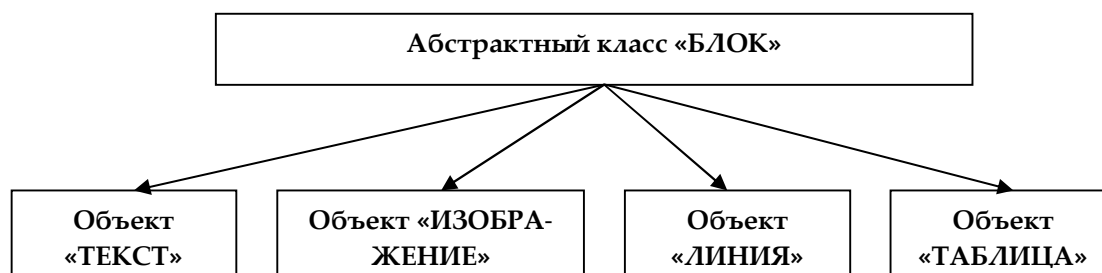 Абстрактный класс «БЛОК»
Объект
«ТЕКСТ»
Объект «ИЗОБРА-
ЖЕНИЕ»
Объект
«ЛИНИЯ»
Объект
«ТАБЛИЦА»